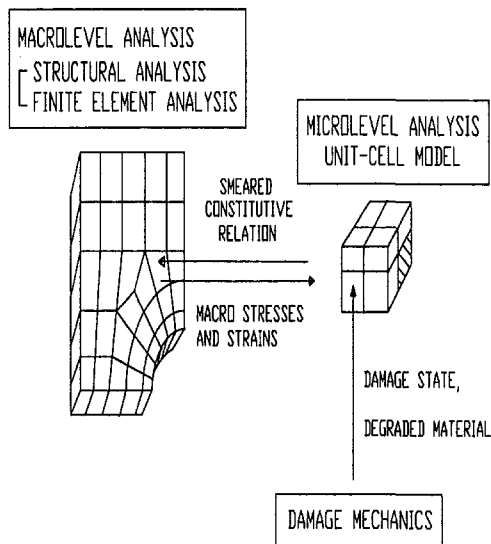 MACROLEVEL ANALYSIS
STRUCTURAL ANALYSIS
FINITE ELEMENT ANALYSIS
MICROLEVEL ANALYSIS
UNIT-CELL MODEL
SMEARED
CONSTITUTIVE
RELATION
MACRO STRESSES
AND STRAINS
DAMAGE STATE,
DEGRADED MATERIAL
DAMAGE MECHANICS